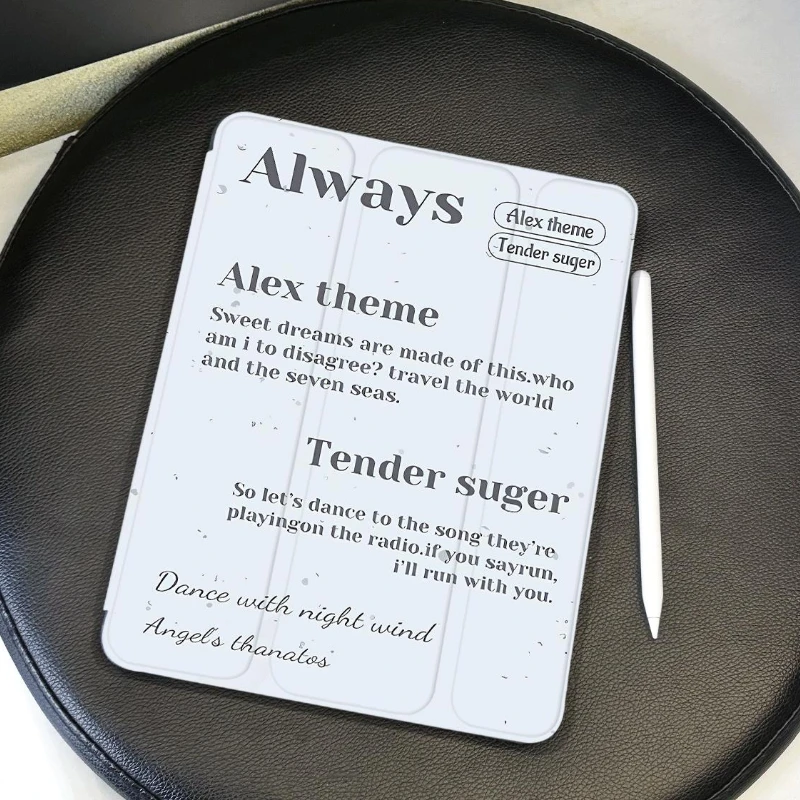 Always
Alex theme
Tender suger
Alex theme
Sweet dreams are made of this.who
am i to disagree? travel the world
and the seven seas.
Tender suger
So let's dance to the song they're
playingon the radio.if you sayrun,
i'll run with you.
Dance with night wind
Angel's thanatos